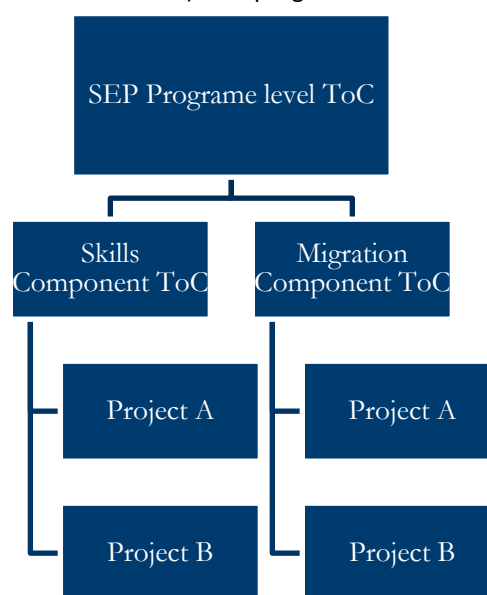 SEP Programe level ToC
Skills
Component ToC
Migration
Component ToC
Project A
Project A
Project B
Project B